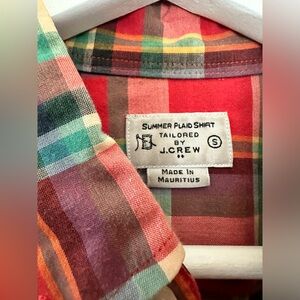 SUMMER PLAID SHIRT
TAILORED
BY
J.CREW
S
MADE IN
MAURITIUS